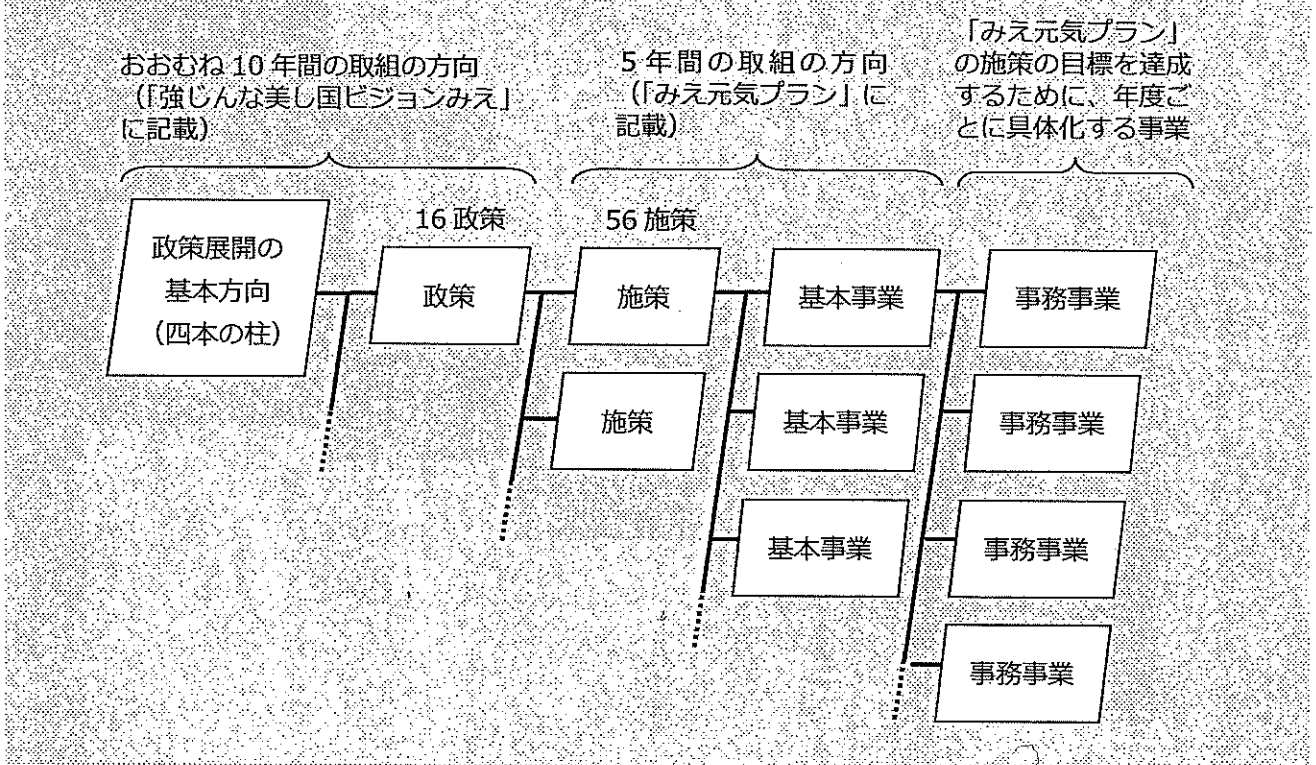 おおむね 10 年間の取組の方向
（「強じんな美し国ビジョンみえ」
に記載）
5 年間の取組の方向
（「みえ元気プラン」に
記載）
「みえ元気プラン」
の施策の目標を達成
するために、年度ご
とに具体化する事業
政策展開の
基本方向
（四本の柱）
16 政策
政策
56 施策
施策
施策
基本事業
基本事業
基本事業
事務事業
事務事業
事務事業
事務事業